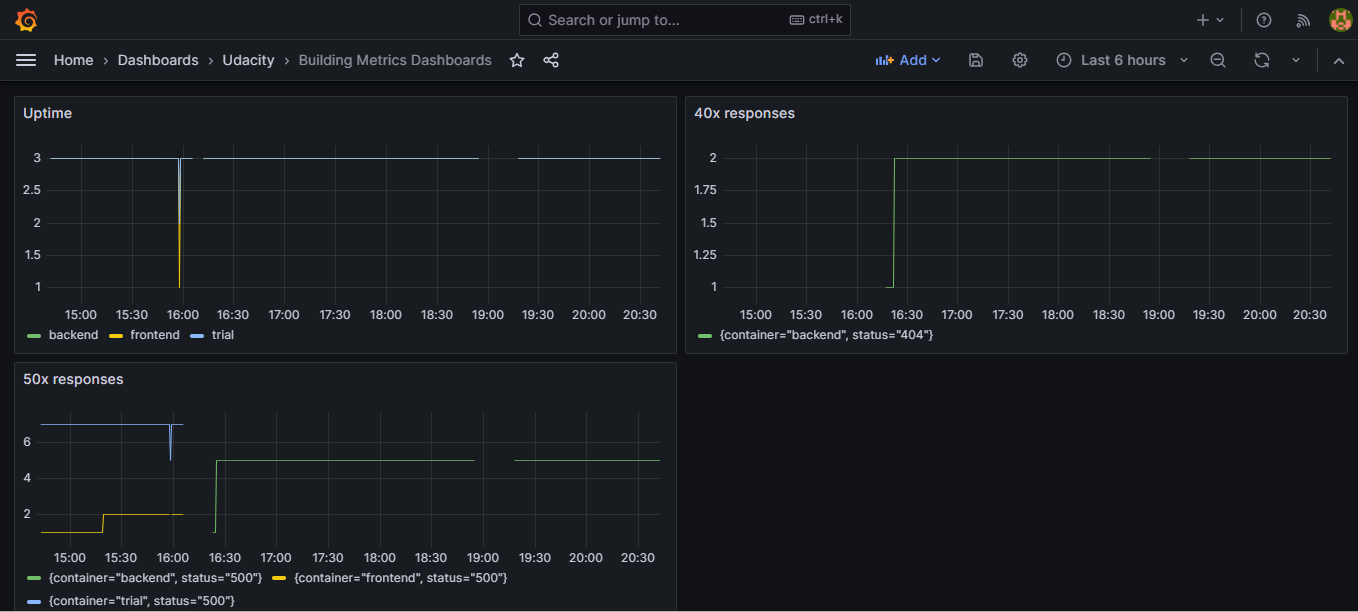 Search or jump to... ctrl+k
Home › Dashboards › Udacity › Building Metrics Dashboards Add Last 6 hours
Uptime
3
2.5
2
1.5
1
15:00 15:30 16:00 16:30 17:00 17:30 18:00 18:30 19:00 19:30 20:00 20:30
backend frontend trial
40x responses
2
1.75
1.5
1.25
1
15:00 15:30 16:00 16:30 17:00 17:30 18:00 18:30 19:00 19:30 20:00 20:30
{container="backend", status="404"}
50x responses
6
4
2
15:00 15:30 16:00 16:30 17:00 17:30 18:00 18:30 19:00 19:30 20:00 20:30
{container="backend", status="500"} {container="frontend", status="500"}
{container="trial", status="500"}